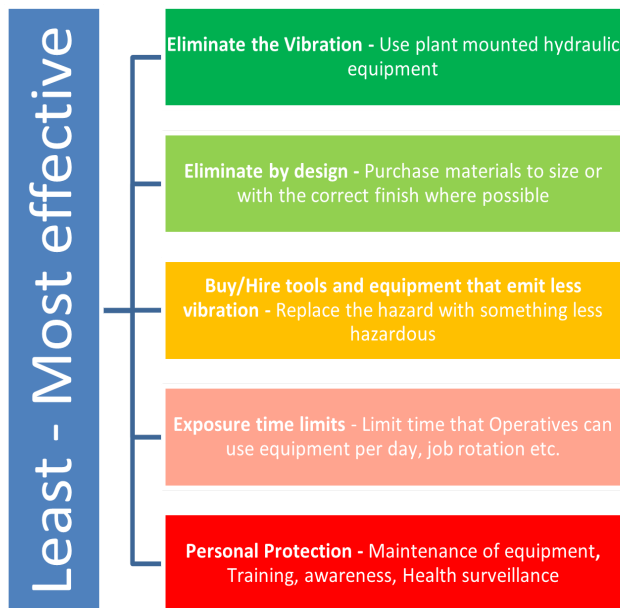 Least - Most effective
Eliminate the Vibration - Use plant mounted hydraulic
equipment
Eliminate by design - Purchase materials to size or
with the correct finish where possible
Buy/Hire tools and equipment that emit less
vibration - Replace the hazard with something less
hazardous
Exposure time limits - Limit time that Operatives can
use equipment per day, job rotation etc.
Personal Protection - Maintenance of equipment,
Training, awareness, Health surveillance